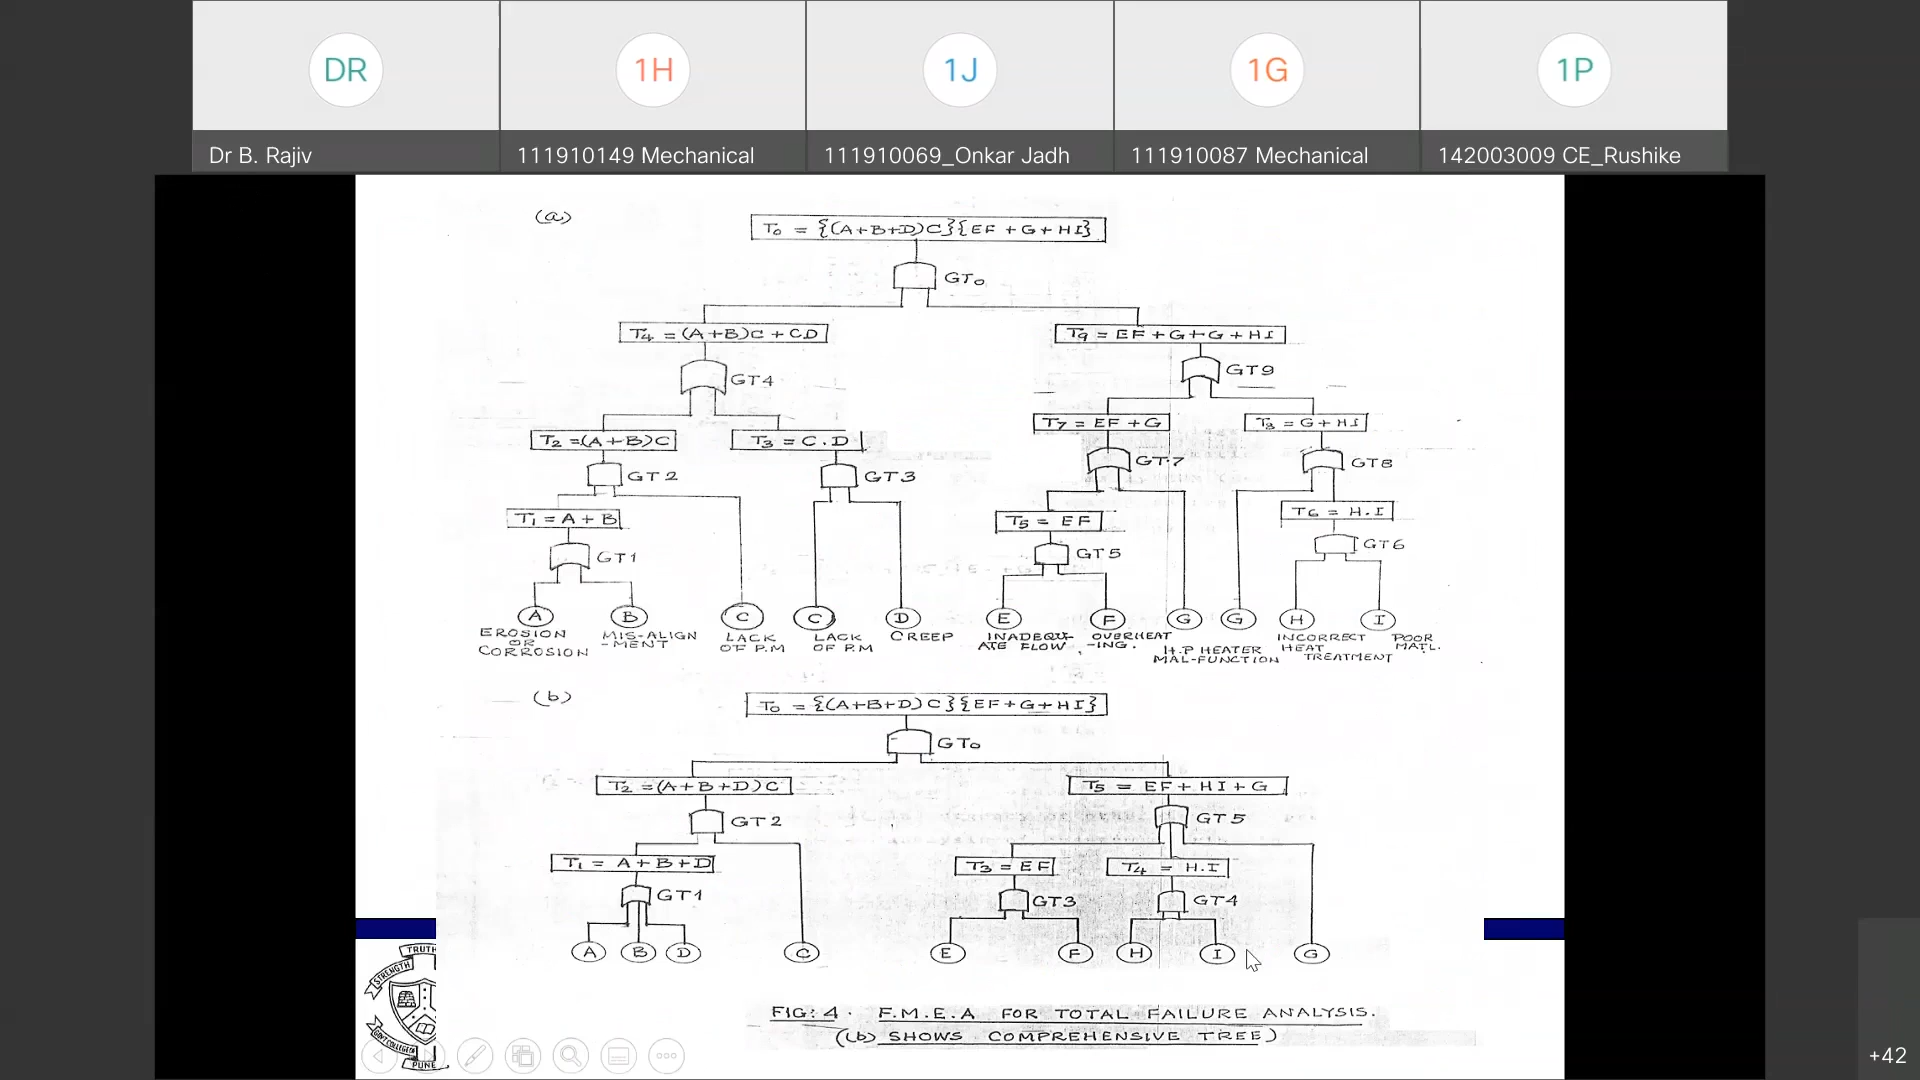 DR
1H
1J
1G
1P
Dr B. Rajiv
111910149 Mechanical
111910069_Onkar Jadh
111910087 Mechanical
142003009 CE_Rushike
(a)
T₀ = {(A+B+D)C}{EF+G+HI}
GT₀
T₄ = (A+B)C+CD
T₉ = EF+G+G+HI
GT4
GT9
T₂ =(A+B)C
T₃ = C.D
T₇ = EF+G
T₈ = G+HI
GT2
GT3
GT7
GT8
T₁ = A+B
T₅ = EF
T6 = H.I
GT1
GT5
GT6
A B C C D E F G G H I
EROSION OR CORROSION
MIS-ALIGN-MENT
LACK OF P.M
LACK OF P.M
CREEP
INADEQU-ATE FLOW
OVERHEAT-ING.
H.P HEATER MAL-FUNCTION
INCORRECT HEAT TREATMENT
POOR MATL.
(b)
T₀ = {(A+B+D)C}{EF+G+HI}
GT₀
T₂ =(A+B+D)C
T₅ = EF+HI+G
GT2
GT5
T₁ = A+B+D
T₃ = EF
T₄ = H.I
GT1
GT3
GT4
A B D C E F H I G
FIG: 4. F.M.E.A FOR TOTAL FAILURE ANALYSIS.
(b) SHOWS COMPREHENSIVE TREE)
TRUTH
STRENGTH
PUNE
+42